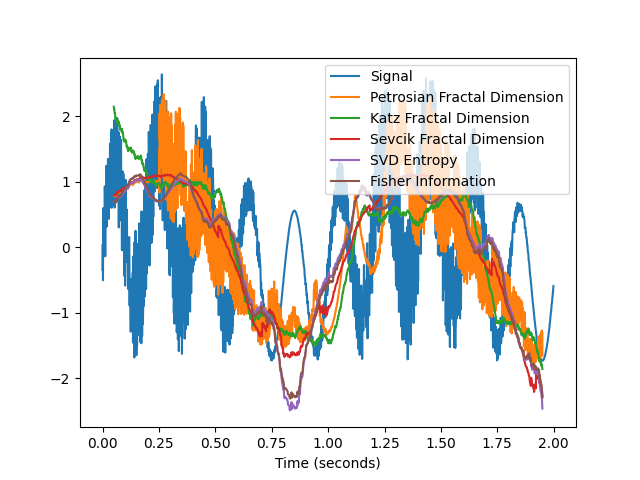 Signal
Petrosian Fractal Dimension
Katz Fractal Dimension
Sevcik Fractal Dimension
SVD Entropy
Fisher Information
2
1
0
−1
−2
0.00 0.25 0.50 0.75 1.00 1.25 1.50 1.75 2.00
Time (seconds)